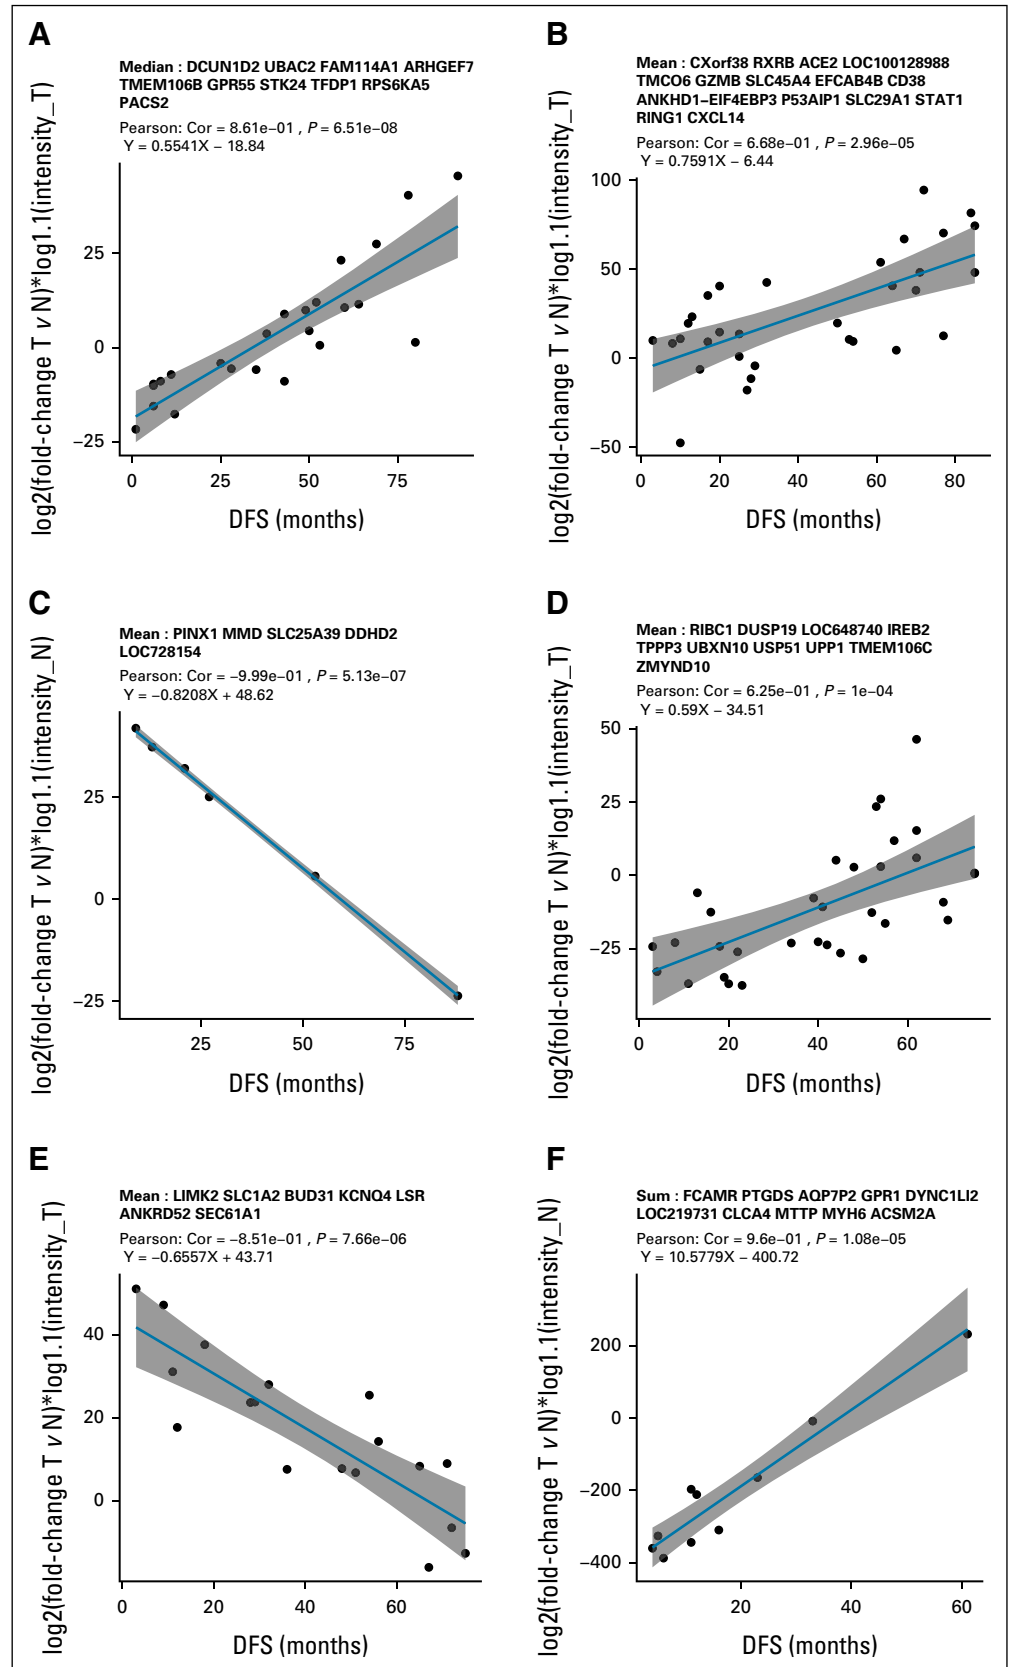 A
Median : DCUN1D2 UBAC2 FAM114A1 ARHGEF7
TMEM106B GPR55 STK24 TFDP1 RPS6KA5
PACS2
Pearson: Cor = 8.61e−01 , P = 6.51e−08
Y = 0.5541X − 18.84
log2(fold-change T v N)*log1.1(intensity_T)
25
0
−25
0 25 50 75
DFS (months)
B
Mean : CXorf38 RXRB ACE2 LOC100128988
TMCO6 GZMB SLC45A4 EFCAB4B CD38
ANKHD1−EIF4EBP3 P53AIP1 SLC29A1 STAT1
RING1 CXCL14
Pearson: Cor = 6.68e−01 , P = 2.96e−05
Y = 0.7591X − 6.44
log2(fold-change T v N)*log1.1(intensity_T)
100
50
0
−50
0 20 40 60 80
DFS (months)
C
Mean : PINX1 MMD SLC25A39 DDHD2
LOC728154
Pearson: Cor = −9.99e−01 , P = 5.13e−07
Y = −0.8208X + 48.62
log2(fold-change T v N)*log1.1(intensity_N)
25
0
−25
25 50 75
DFS (months)
D
Mean : RIBC1 DUSP19 LOC648740 IREB2
TPPP3 UBXN10 USP51 UPP1 TMEM106C
ZMYND10
Pearson: Cor = 6.25e−01 , P = 1e−04
Y = 0.59X − 34.51
log2(fold-change T v N)*log1.1(intensity_T)
50
25
0
−25
0 20 40 60
DFS (months)
E
Mean : LIMK2 SLC1A2 BUD31 KCNQ4 LSR
ANKRD52 SEC61A1
Pearson: Cor = −8.51e−01 , P = 7.66e−06
Y = −0.6557X + 43.71
log2(fold-change T v N)*log1.1(intensity_T)
40
20
0
0 20 40 60
DFS (months)
F
Sum : FCAMR PTGDS AQP7P2 GPR1 DYNC1LI2
LOC219731 CLCA4 MTTP MYH6 ACSM2A
Pearson: Cor = 9.6e−01 , P = 1.08e−05
Y = 10.5779X − 400.72
log2(fold-change T v N)*log1.1(intensity_N)
200
0
−200
−400
20 40 60
DFS (months)